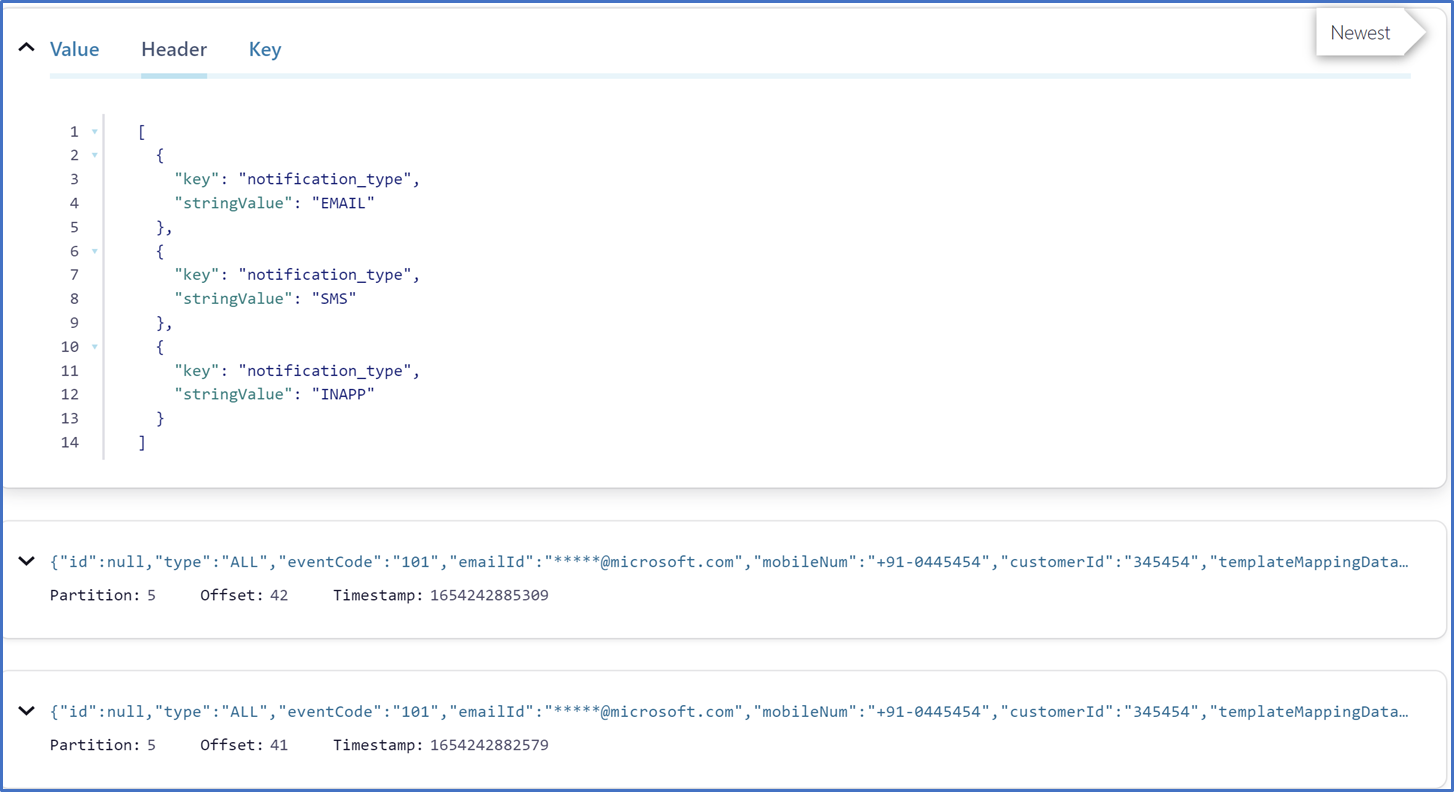 Newest
Value Header Key
1 [
2 {
3 "key": "notification_type",
4 "stringValue": "EMAIL"
5 },
6 {
7 "key": "notification_type",
8 "stringValue": "SMS"
9 },
10 {
11 "key": "notification_type",
12 "stringValue": "INAPP"
13 }
14 ]
{"id":null,"type":"ALL","eventCode":"101","emailId":"*****@microsoft.com","mobileNum":"+91-0445454","customerId":"345454","templateMappingData…
Partition: 5 Offset: 42 Timestamp: 1654242885309
{"id":null,"type":"ALL","eventCode":"101","emailId":"*****@microsoft.com","mobileNum":"+91-0445454","customerId":"345454","templateMappingData…
Partition: 5 Offset: 41 Timestamp: 1654242882579